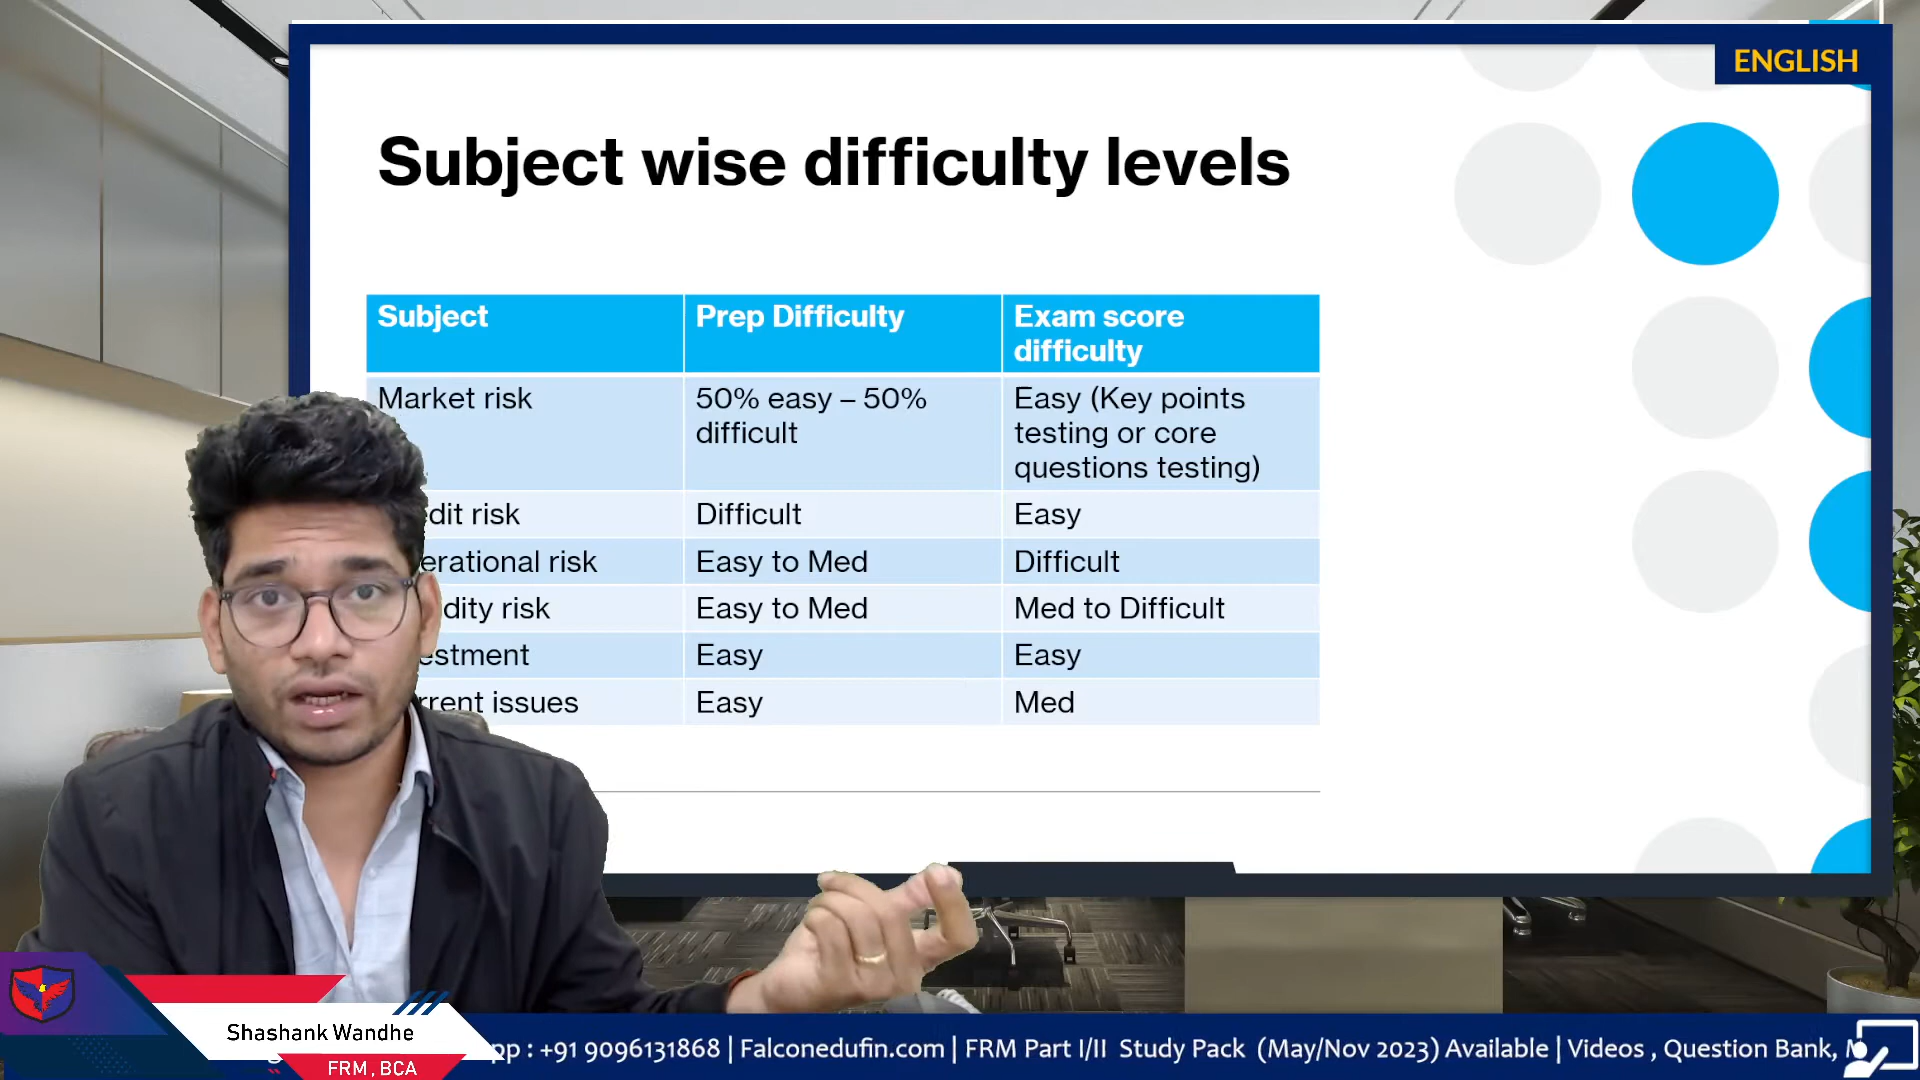 ENGLISH
Subject wise difficulty levels
Subject Prep Difficulty Exam score
difficulty
Market risk 50% easy – 50% Easy (Key points
difficult testing or core
questions testing)
edit risk Difficult Easy
erational risk Easy to Med Difficult
dity risk Easy to Med Med to Difficult
estment Easy Easy
rrent issues Easy Med
Shashank Wandhe
FRM, BCA
pp : +91 9096131868 | Falconedufin.com | FRM Part I/II Study Pack (May/Nov 2023) Available | Videos , Question Bank,